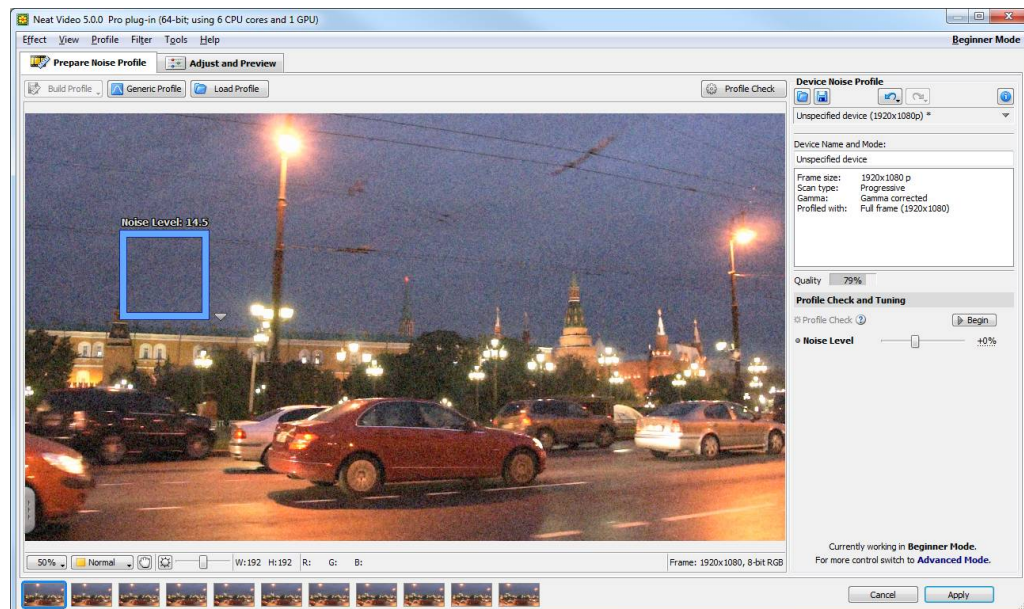 Neat Video 5.0.0 Pro plug-in (64-bit; using 6 CPU cores and 1 GPU)
Effect View Profile Filter Tools Help
Beginner Mode
Prepare Noise Profile
Adjust and Preview
Build Profile
Generic Profile
Load Profile
Profile Check
Noise Level: 14.5
Device Noise Profile
Unspecified device (1920x1080p) *
Device Name and Mode:
Unspecified device
Frame size: 1920x1080 p
Scan type: Progressive
Gamma: Gamma corrected
Profiled with: Full frame (1920x1080)
Quality 79%
Profile Check and Tuning
Profile Check
Begin
Noise Level +0%
Currently working in Beginner Mode.
For more control switch to Advanced Mode.
50% Normal W:192 H:192 R: G: B: Frame: 1920x1080, 8-bit RGB
Cancel Apply